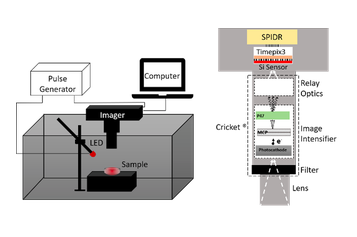 Pulse
Generator
Computer
Imager
LED
Sample
SPIDR
Timepix3
Si Sensor
Relay
Optics
Cricket ®
P47
MCP
e⁻
Photocathode
Image
Intensifier
Filter
Lens